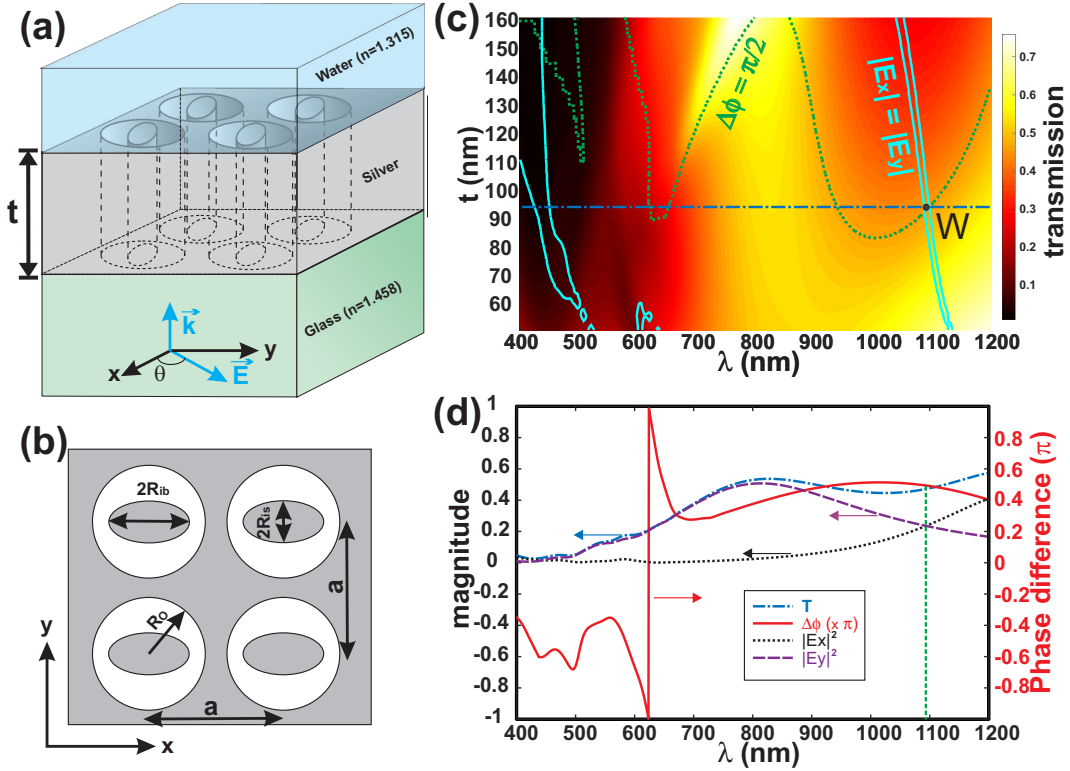 (a)
Water (n=1.315)
Silver
t
Glass (n=1.458)
k
y
x
θ
E
(b)
2Rib
2Ris
a
Ro
a
y
x
(c)
t (nm)
160
150
140
130
120
110
100
90
80
70
60
Δϕ = π/2
|Ex| = |Ey|
W
400 500 600 700 800 900 1000 1100 1200
λ (nm)
transmission
0.7
0.6
0.5
0.4
0.3
0.2
0.1
(d)
magnitude
1
0.8
0.6
0.4
0.2
0
-0.2
-0.4
-0.6
-0.8
-1
T
Δϕ (x π)
|Ex|²
|Ey|²
0.8
0.6
0.4
0.2
0
-0.2
-0.4
-0.6
-0.8
Phase difference (π)
400 500 600 700 800 900 1000 1100 1200
λ (nm)